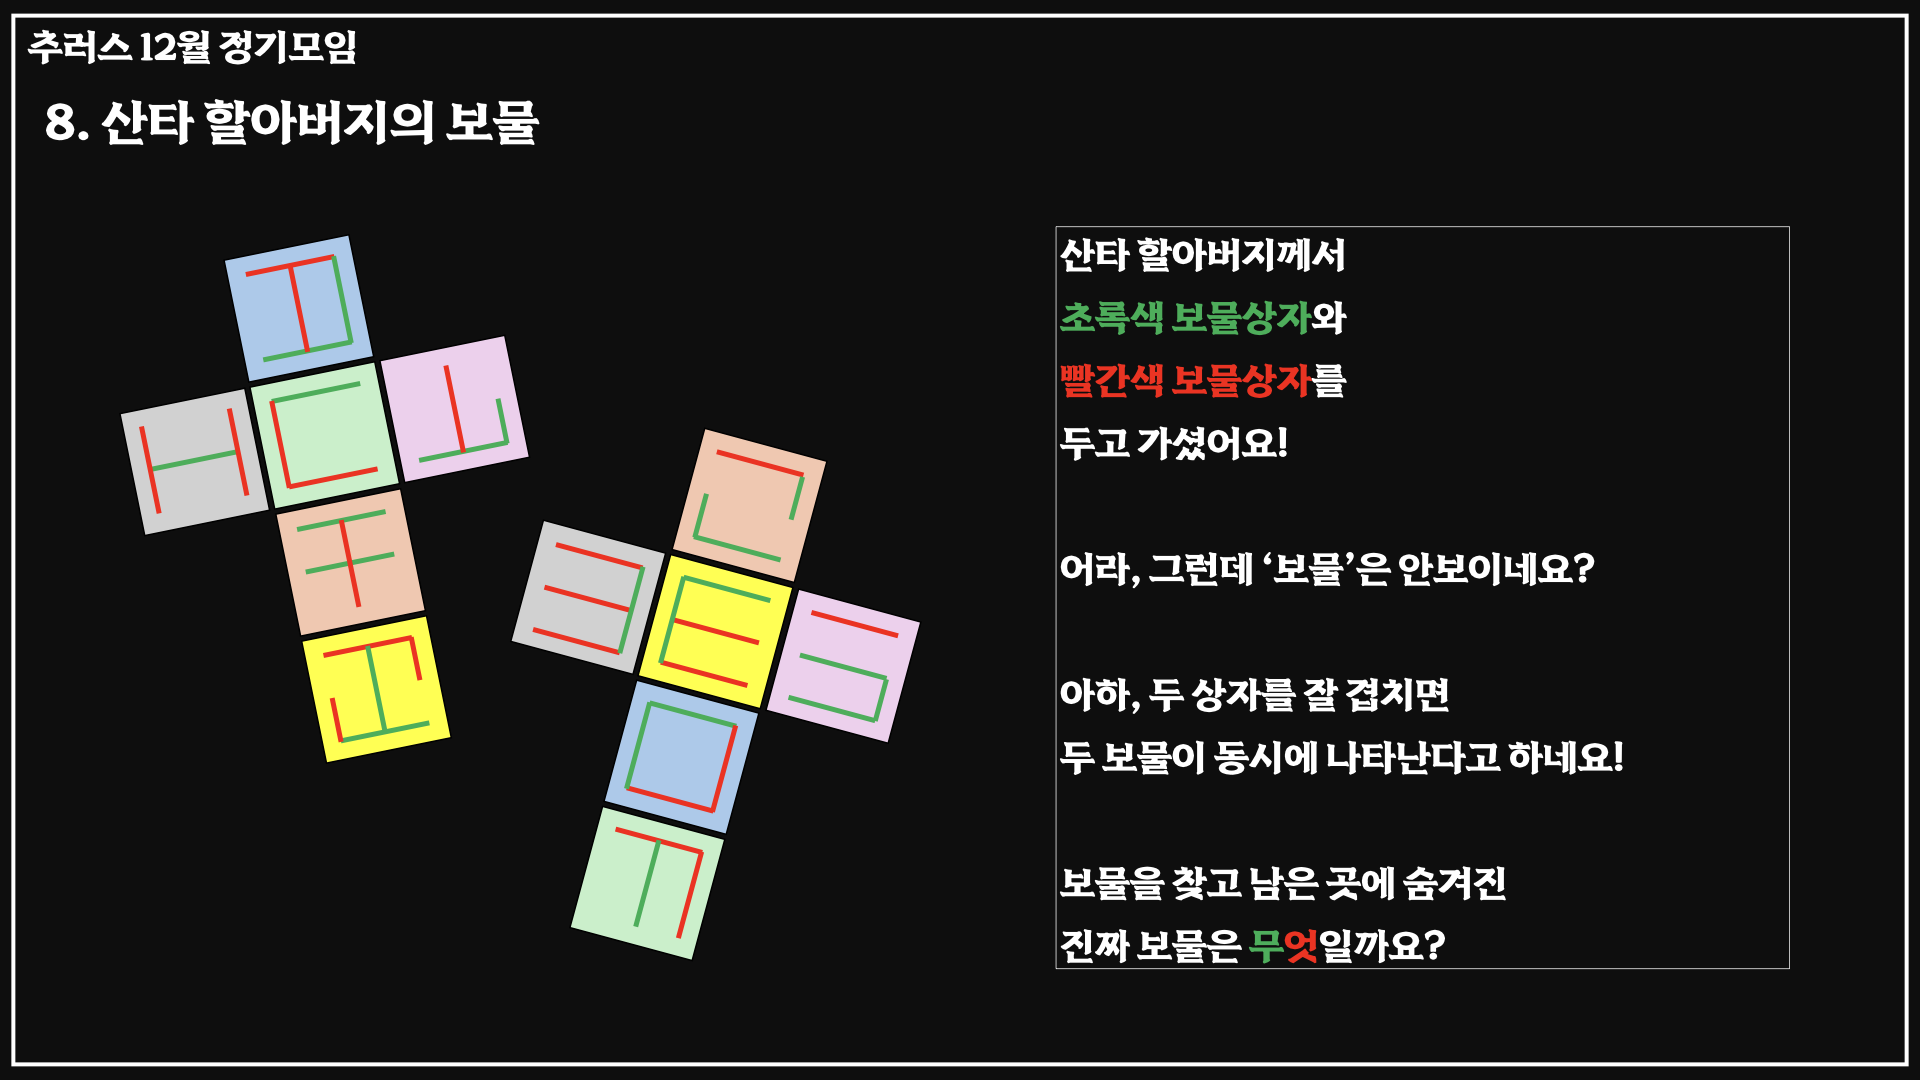 추러스 12월 정기모임
8. 산타 할아버지의 보물
산타 할아버지께서
초록색 보물상자와
빨간색 보물상자를
두고 가셨어요!
어라, 그런데 ‘보물’은 안보이네요?
아하, 두 상자를 잘 겹치면
두 보물이 동시에 나타난다고 하네요!
보물을 찾고 남은 곳에 숨겨진
진짜 보물은 무엇일까요?